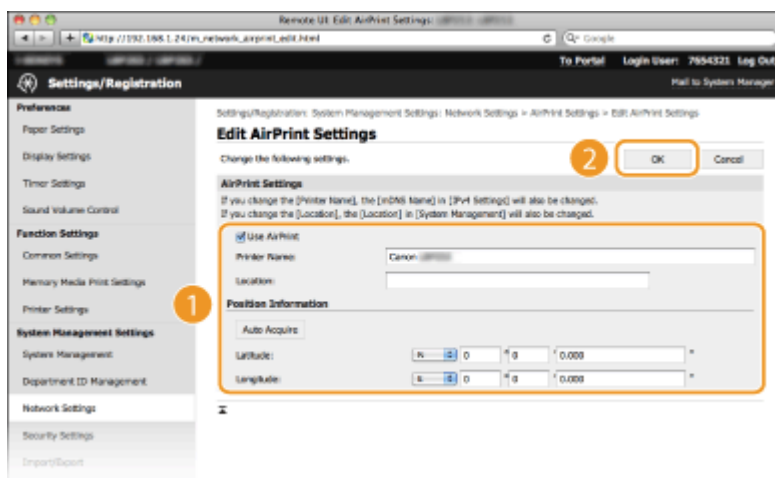 Remote UI: Edit AirPrint Settings:
http://192.168.1.24/m_network_airprint_edit.html
Google
To Portal Login User: 7654321 Log Out
Settings/Registration
Mail to System Manager
Preferences
Paper Settings
Display Settings
Timer Settings
Sound Volume Control
Function Settings
Common Settings
Memory Media Print Settings
Printer Settings
System Management Settings
System Management
Department ID Management
Network Settings
Security Settings
Import/Export
Settings/Registration: System Management Settings: Network Settings > AirPrint Settings > Edit AirPrint Settings
Edit AirPrint Settings
Change the following settings.
2
OK
Cancel
AirPrint Settings
If you change the [Printer Name], the [mDNS Name] in [IPv4 Settings] will also be changed.
If you change the [Location], the [Location] in [System Management] will also be changed.
1
Use AirPrint
Printer Name: Canon
Location:
Position Information
Auto Acquire
Latitude: N 0 ° 0 ' 0.000 "
Longitude: E 0 ° 0 ' 0.000 "